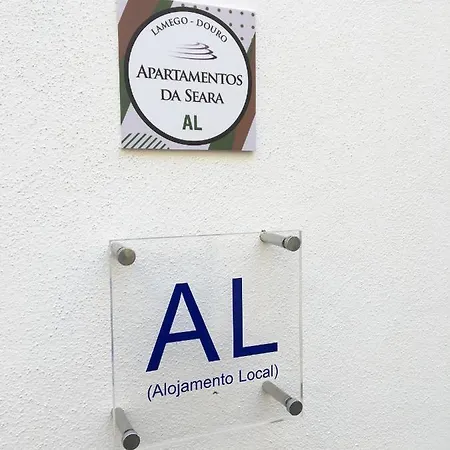 LAMEGO - DOURO
APARTAMENTOS
DA SEARA
AL
AL
(Alojamento Local)